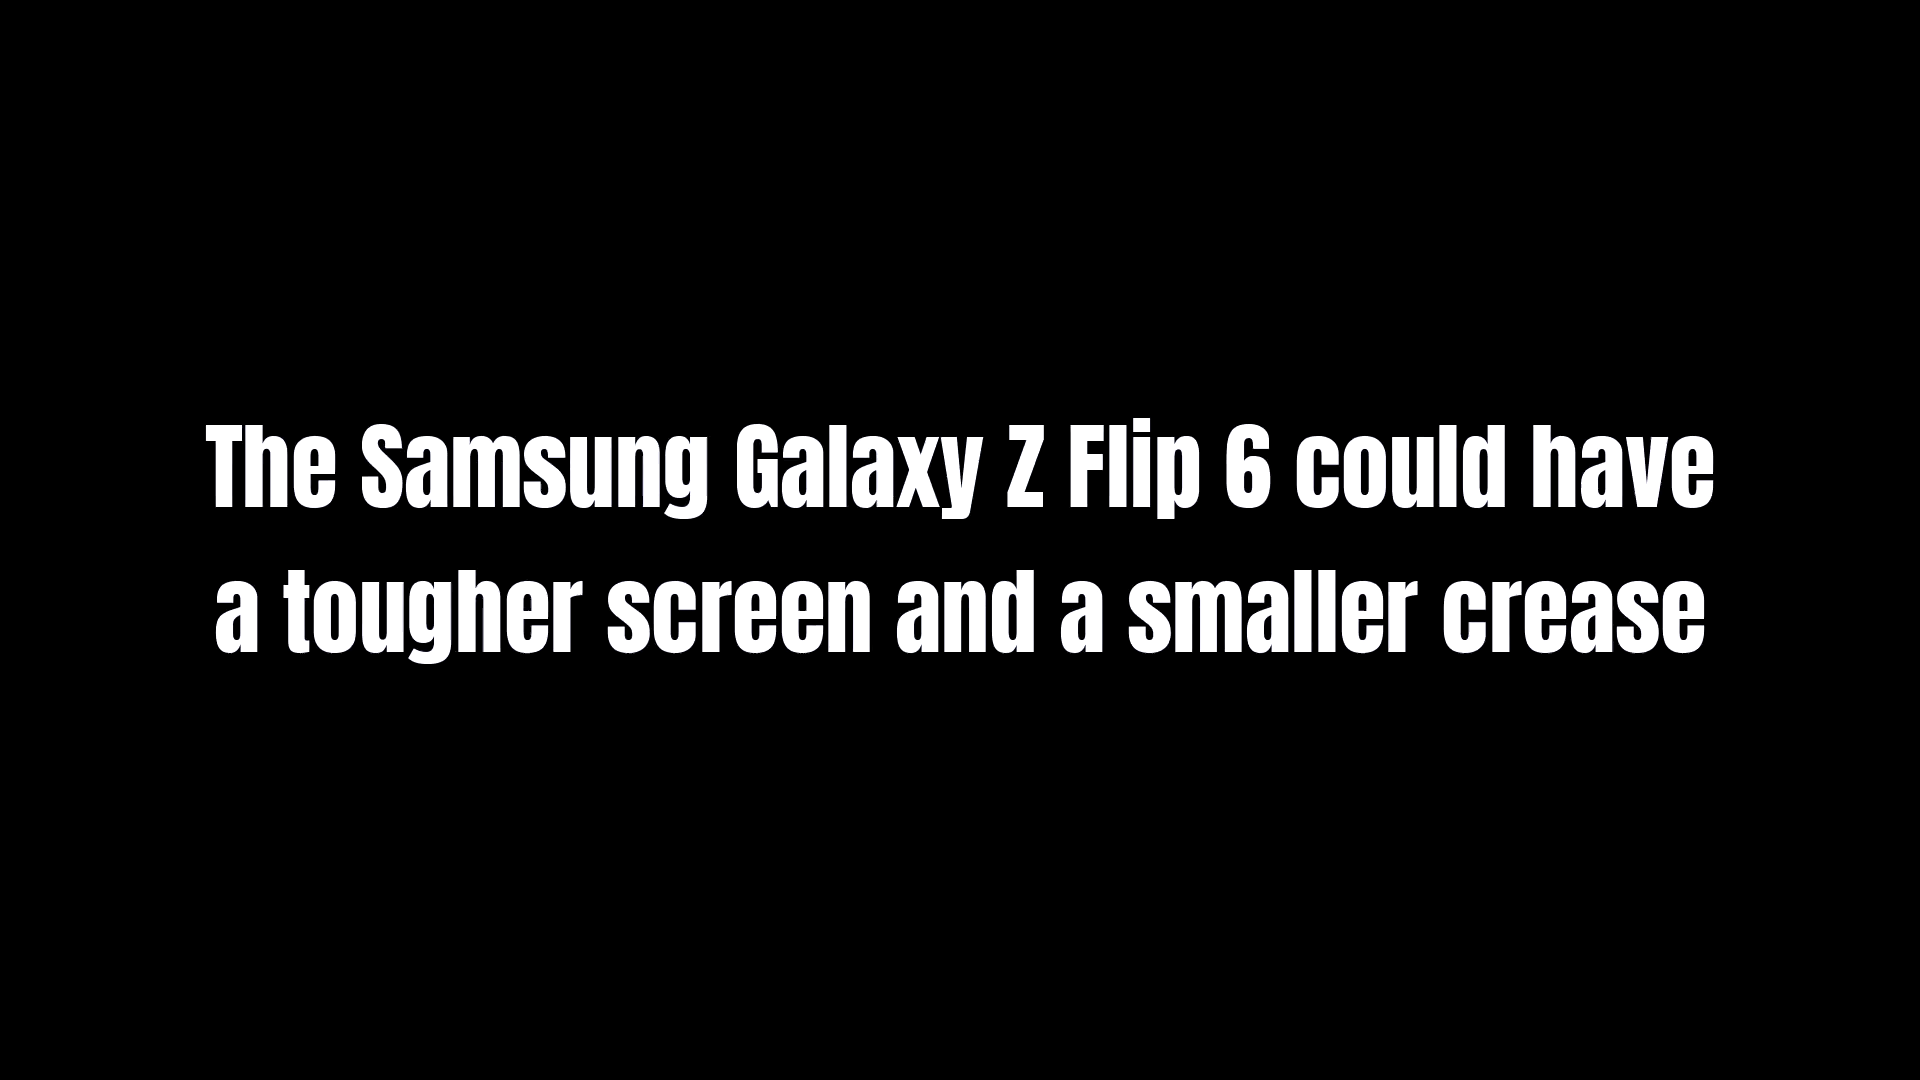 The Samsung Galaxy Z Flip 6 could have
a tougher screen and a smaller crease